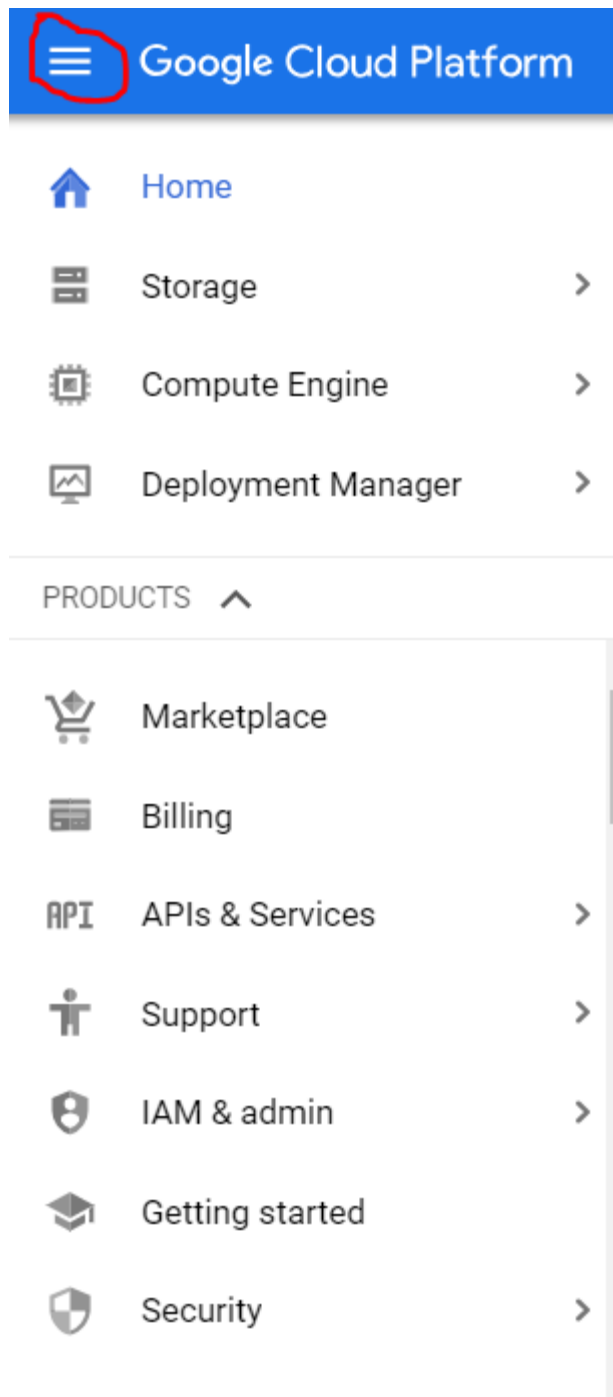 Google Cloud Platform
Home
Storage
Compute Engine
Deployment Manager
PRODUCTS
Marketplace
Billing
API APIs & Services
Support
IAM & admin
Getting started
Security